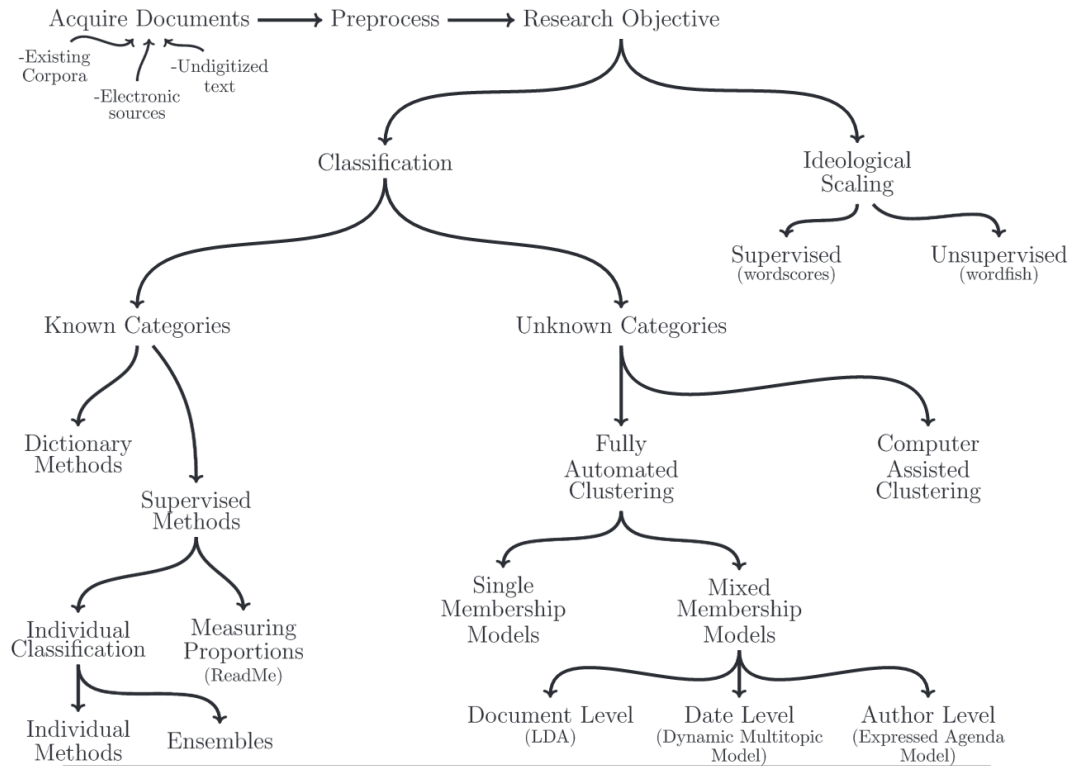 Acquire Documents
Preprocess
Research Objective
-Existing
Corpora
-Undigitized
text
-Electronic
sources
Classification
Ideological
Scaling
Supervised
(wordscores)
Unsupervised
(wordfish)
Known Categories
Unknown Categories
Dictionary
Methods
Fully
Automated
Clustering
Computer
Assisted
Clustering
Supervised
Methods
Single
Membership
Models
Mixed
Membership
Models
Individual
Classification
Measuring
Proportions
(ReadMe)
Individual
Methods
Ensembles
Document Level
(LDA)
Date Level
(Dynamic Multitopic
Model)
Author Level
(Expressed Agenda
Model)